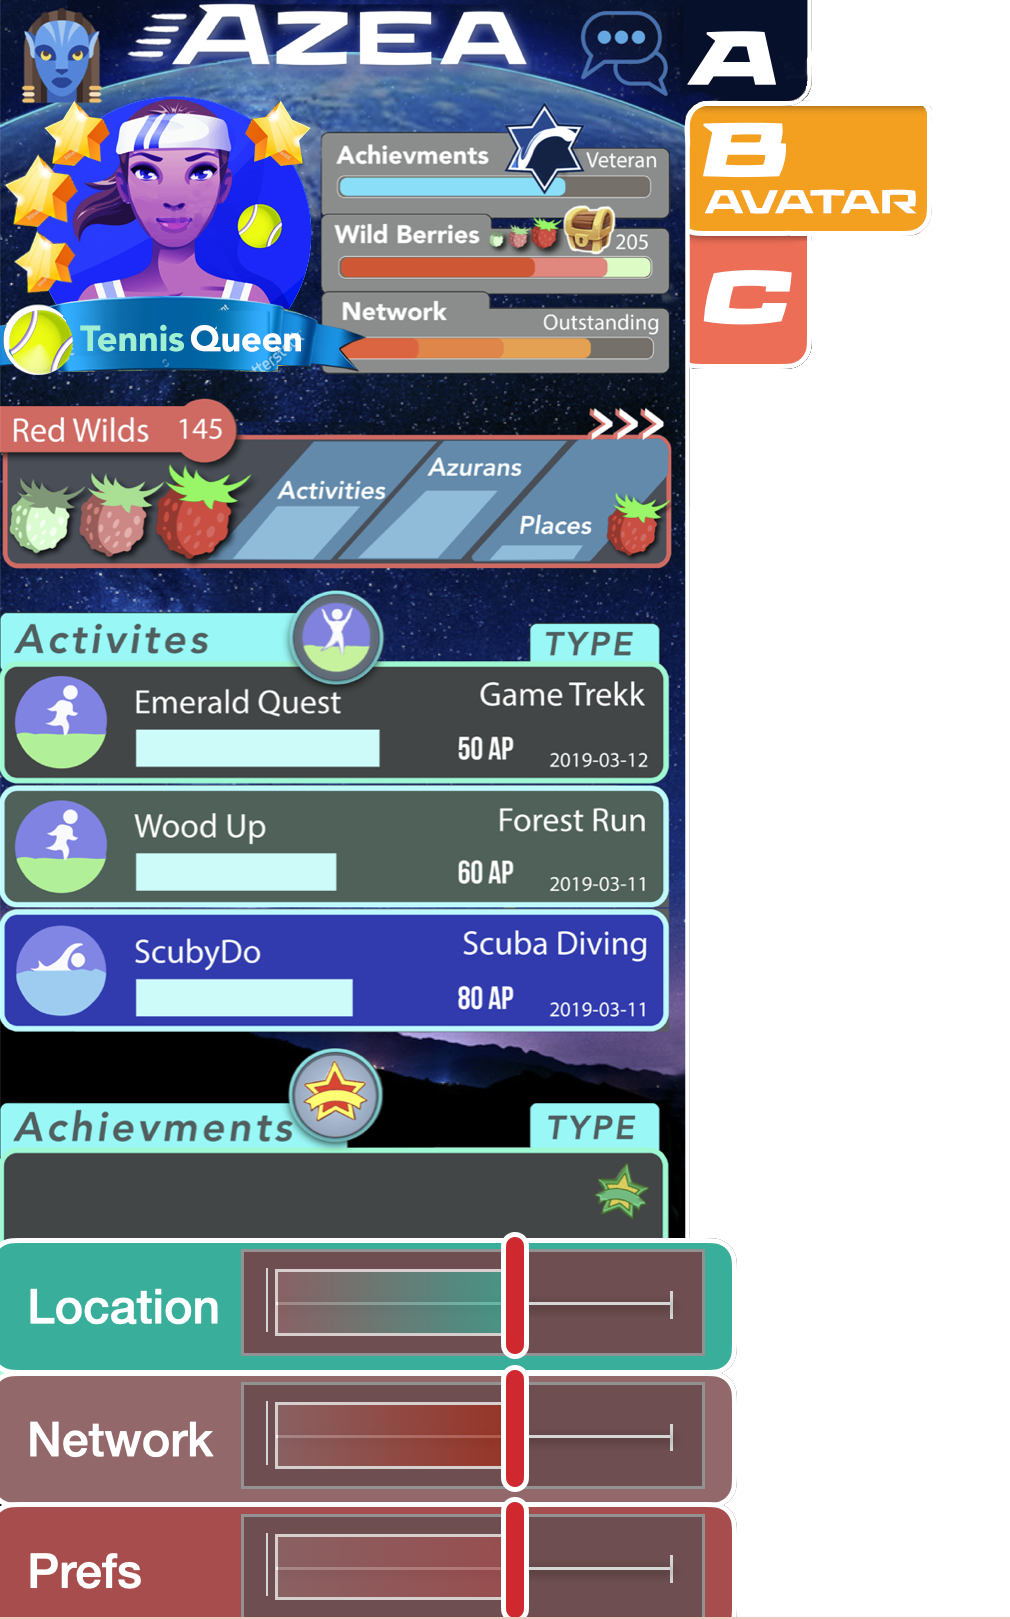 AZEA
A
B
AVATAR
C
Achievments
Veteran
Wild Berries
205
Network
Outstanding
Tennis Queen
Red Wilds 145
>>>
Activities
Azurans
Places
Activites
TYPE
Emerald Quest
Game Trekk
50 AP
2019-03-12
Wood Up
Forest Run
60 AP
2019-03-11
ScubyDo
Scuba Diving
80 AP
2019-03-11
Achievments
TYPE
Location
Network
Prefs